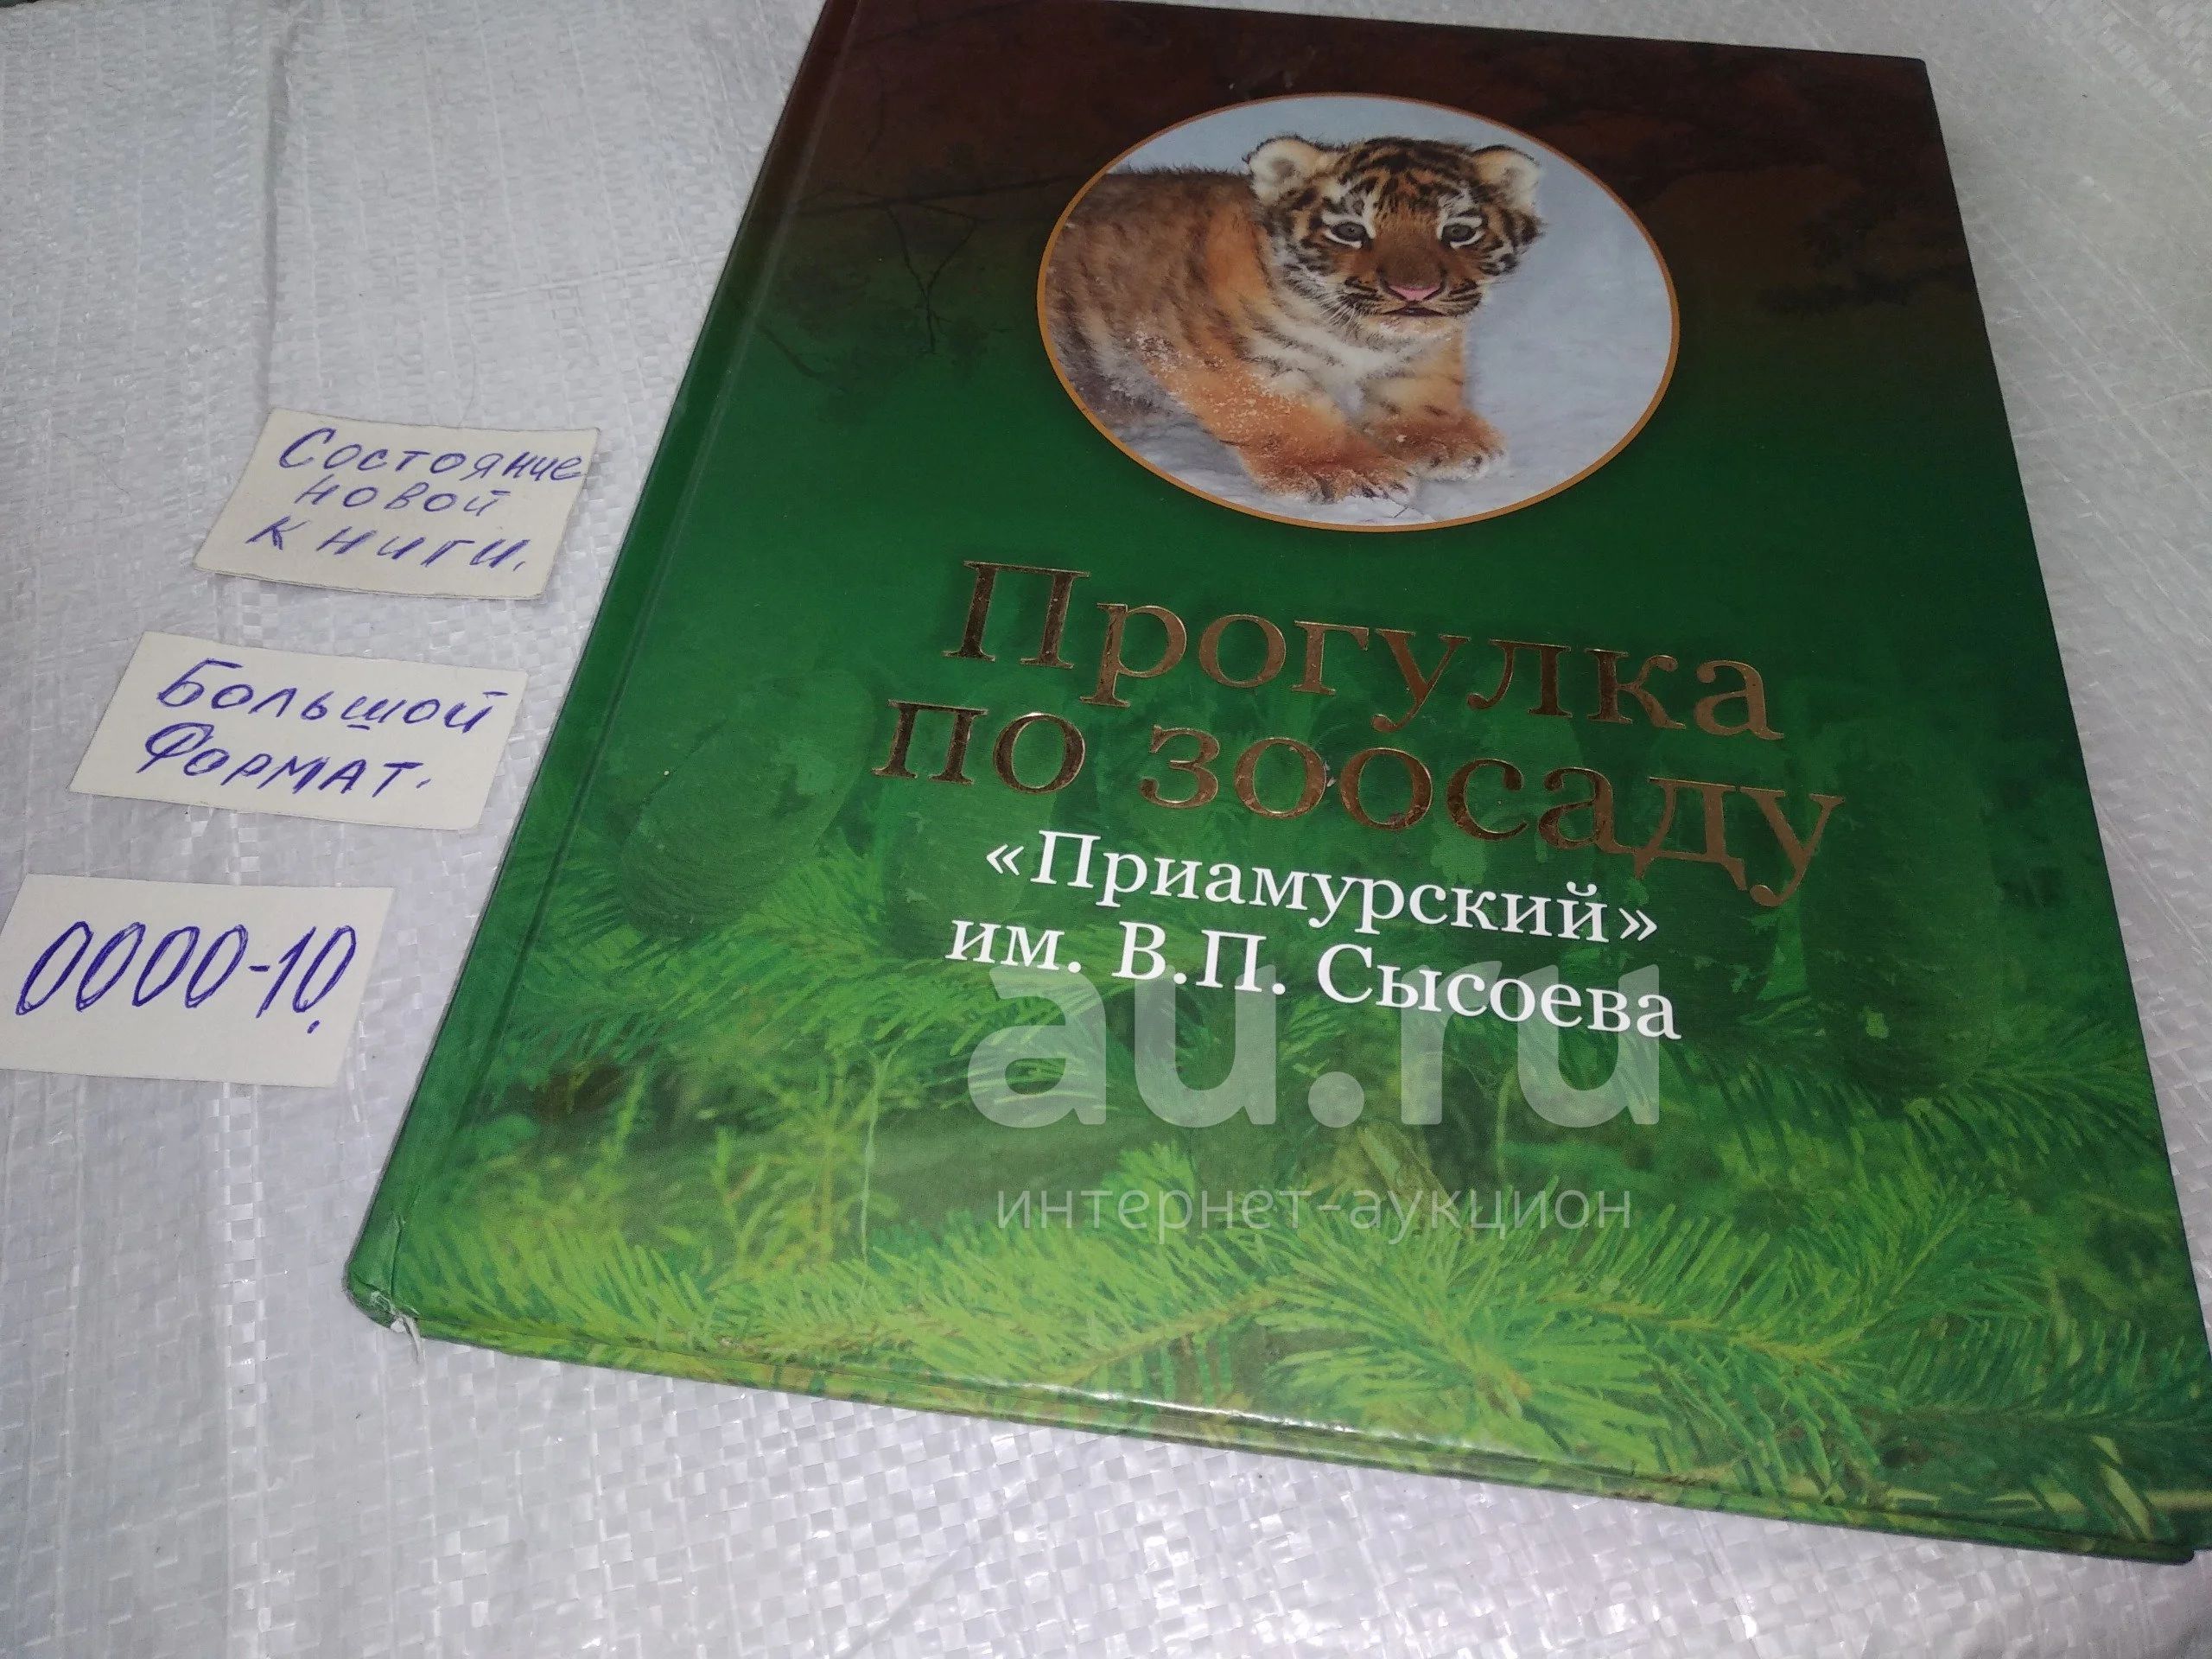 Состояние
новой
книги.
Большой
Формат.
0000-10
Прогулка
по зоосаду
«Приамурский»
им. В.П. Сысоева
au.ru
интернет-аукцион